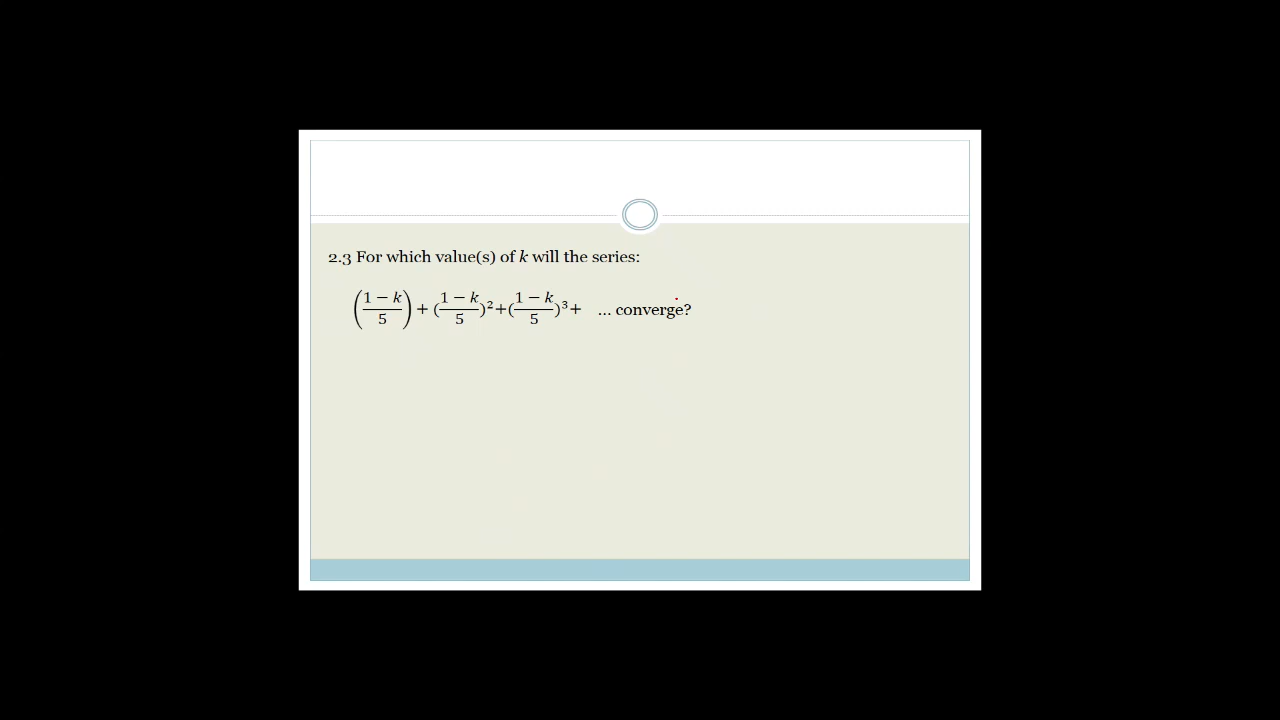 2.3 For which value(s) of k will the series:
(1 − k / 5) + (1 − k / 5)² +(1 − k / 5)³+ ... converge?